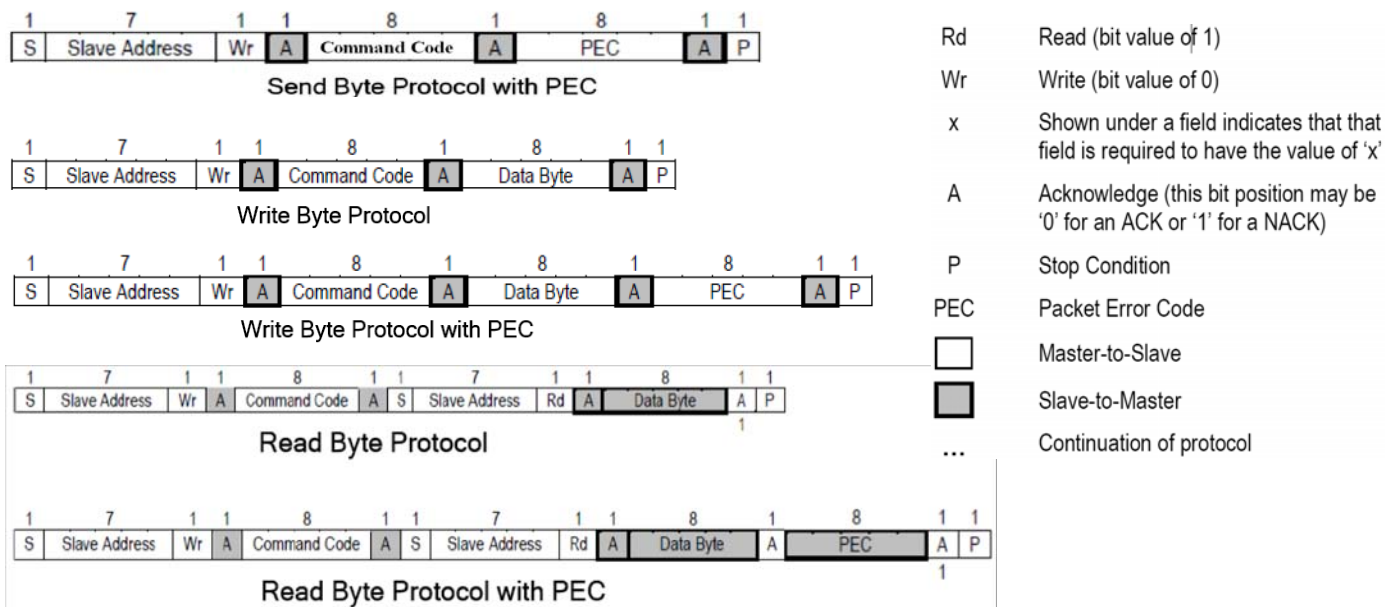 1 7 1 1 8 1 8 1 1
S Slave Address Wr A Command Code A PEC A P
Send Byte Protocol with PEC
1 7 1 1 8 1 8 1 1
S Slave Address Wr A Command Code A Data Byte A P
Write Byte Protocol
1 7 1 1 8 1 8 1 8 1 1
S Slave Address Wr A Command Code A Data Byte A PEC A P
Write Byte Protocol with PEC
1 7 1 1 8 1 1 7 1 1 8 1 1
S Slave Address Wr A Command Code A S Slave Address Rd A Data Byte A P
1
Read Byte Protocol
1 7 1 1 8 1 1 7 1 1 8 1 8 1 1
S Slave Address Wr A Command Code A S Slave Address Rd A Data Byte A PEC A P
1
Read Byte Protocol with PEC
Rd Read (bit value of 1)
Wr Write (bit value of 0)
x Shown under a field indicates that that
field is required to have the value of ‘x’
A Acknowledge (this bit position may be
‘0’ for an ACK or ‘1’ for a NACK)
P Stop Condition
PEC Packet Error Code
Master-to-Slave
Slave-to-Master
... Continuation of protocol